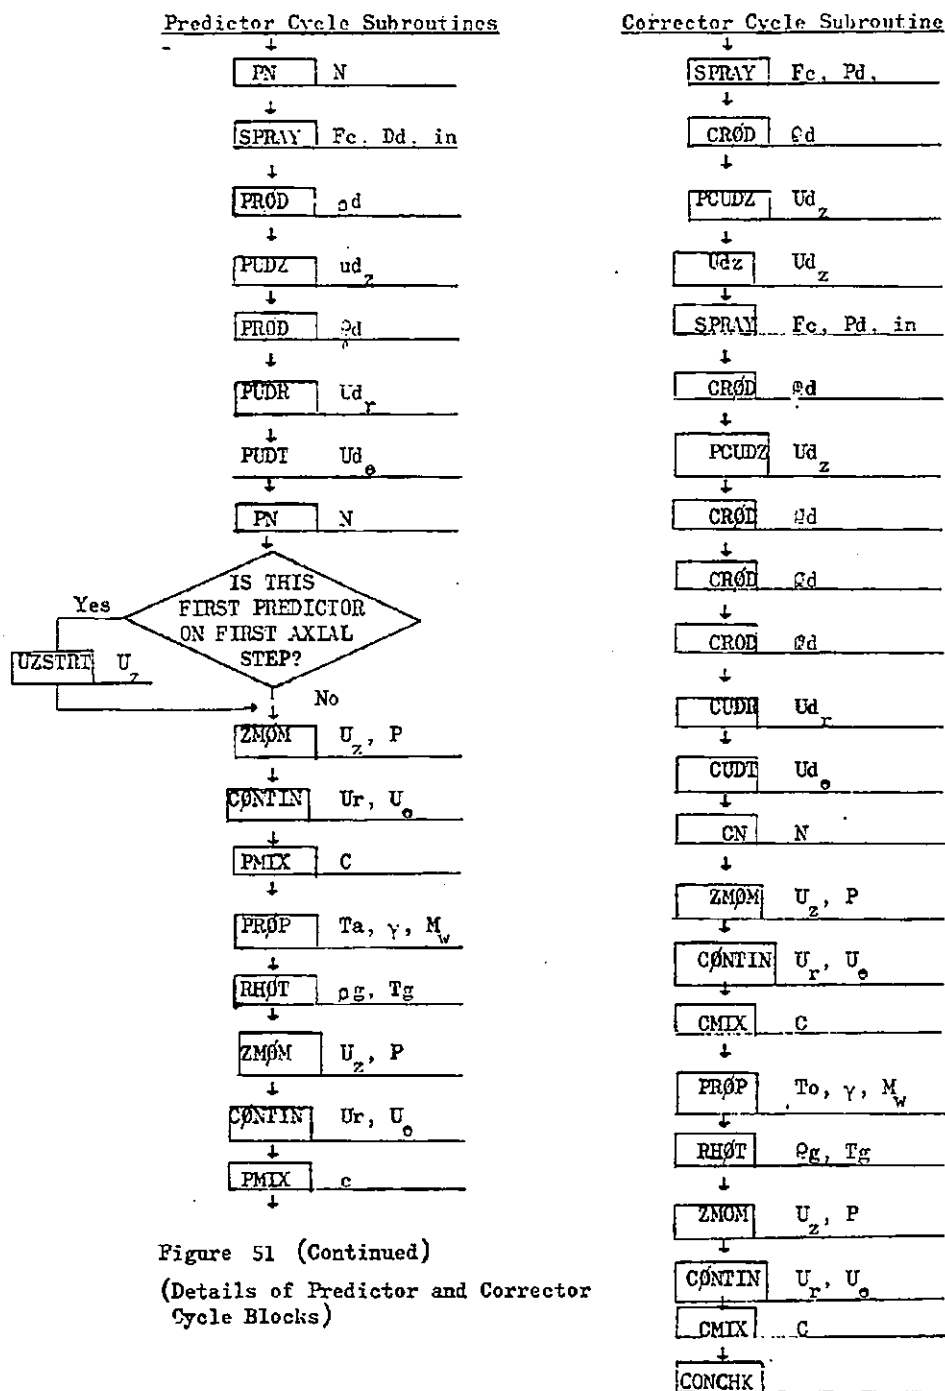 Predictor Cycle Subroutines
PN N
SPRAY Fc, Dd, in
PRØD ρd
PUDZ ud_z
PROD ρd
PUDR Ud_r
PUDT Ud_θ
PN N
IS THIS
FIRST PREDICTOR
ON FIRST AXIAL
STEP?
Yes
UZSTRT U_z
No
ZMØM U_z, P
CØNTIN Ur, U_θ
PMIX C
PRØP Ta, γ, M_w
RHØT ρg, Tg
ZMØM U_z, P
CØNTIN Ur, U_θ
PMIX c
Figure 51 (Continued)
(Details of Predictor and Corrector
Cycle Blocks)
Corrector Cycle Subroutine
SPRAY Fc, Pd,
CRØD ρd
PCUDZ Ud_z
Udz Ud_z
SPRAY Fc, Pd, in
CRØD ρd
PCUDZ Ud_z
CRØD ρd
CRØD ρd
CROD ρd
CUDR Ud_r
CUDT Ud_θ
CN N
ZMØM U_z, P
CØNTIN U_r, U_θ
CMIX C
PRØP To, γ, M_w
RHØT ρg, Tg
ZMOM U_z, P
CØNTIN U_r, U_θ
CMIX C
CONCHK